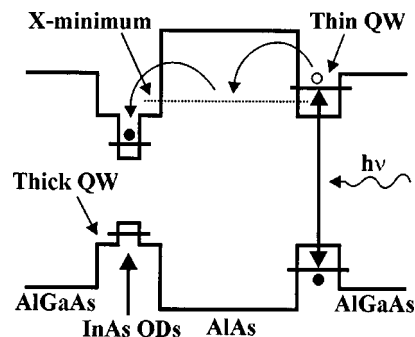 X-minimum
Thin QW
hν
Thick QW
AlGaAs
InAs QDs
AlAs
AlGaAs